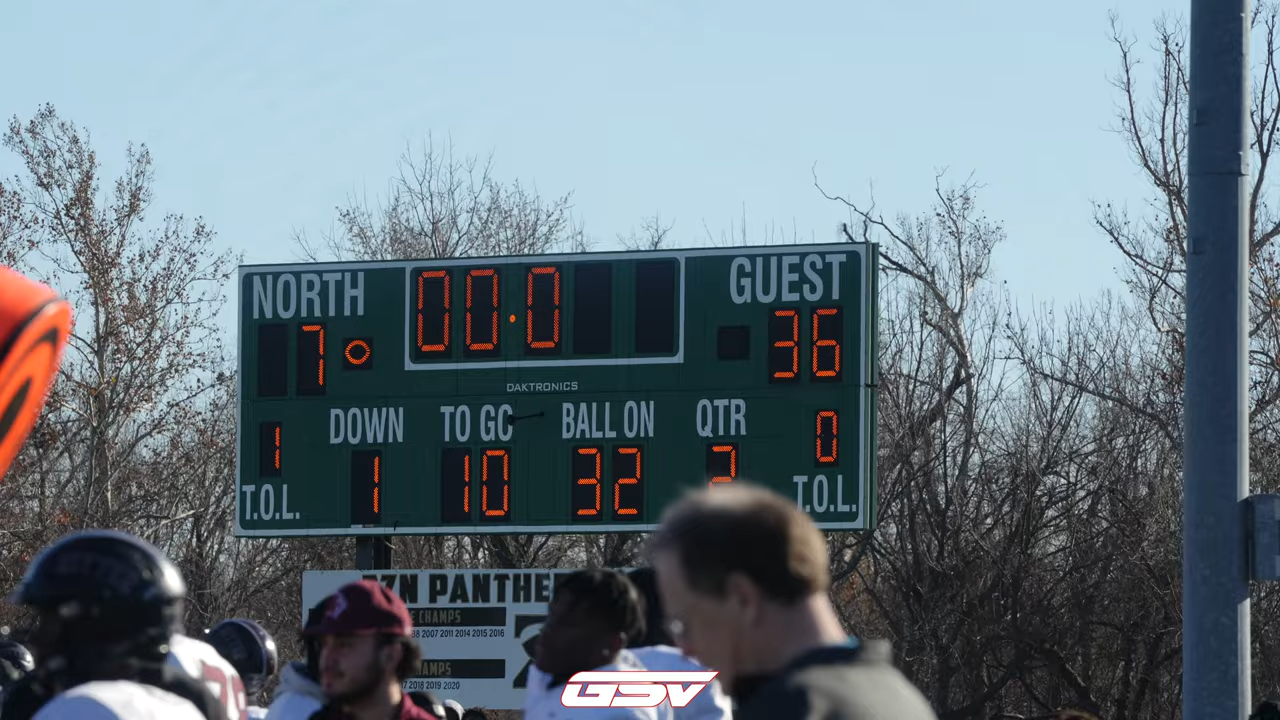 NORTH 00.0 GUEST
7 36
DAKTRONICS
DOWN TO GO BALL ON QTR
1 1 10 32 2 0
T.O.L. T.O.L.
PANTHE
CHAMPS
2007 2011 2014 2015 2016
CHAMPS
2018 2019 2020
GSV